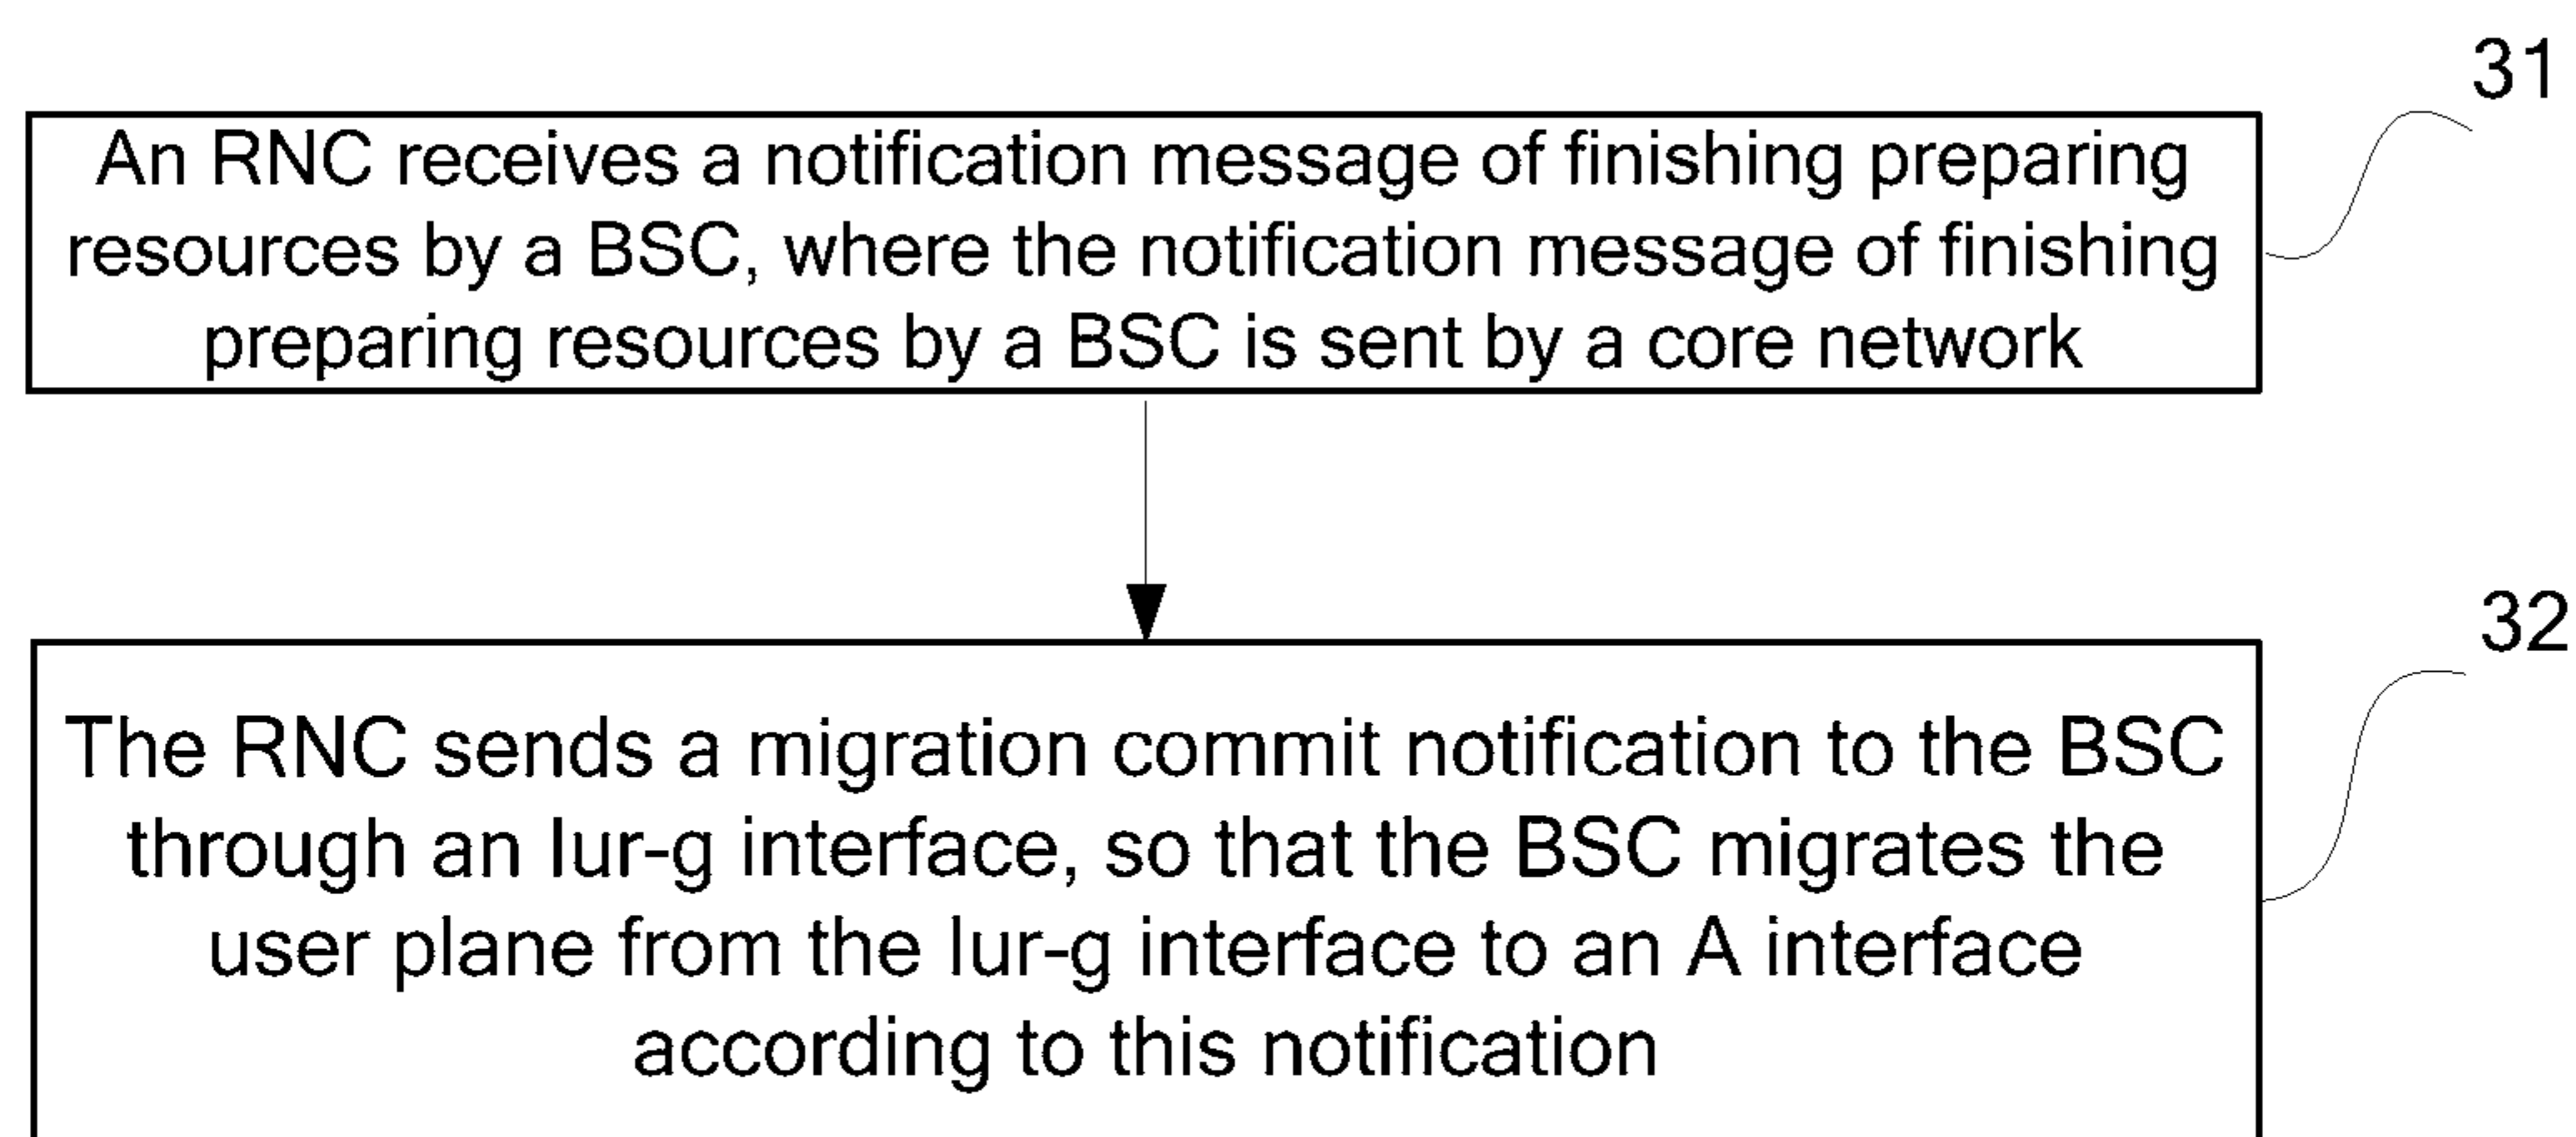 31
An RNC receives a notification message of finishing preparing
resources by a BSC, where the notification message of finishing
preparing resources by a BSC is sent by a core network
32
The RNC sends a migration commit notification to the BSC
through an Iur-g interface, so that the BSC migrates the
user plane from the Iur-g interface to an A interface
according to this notification